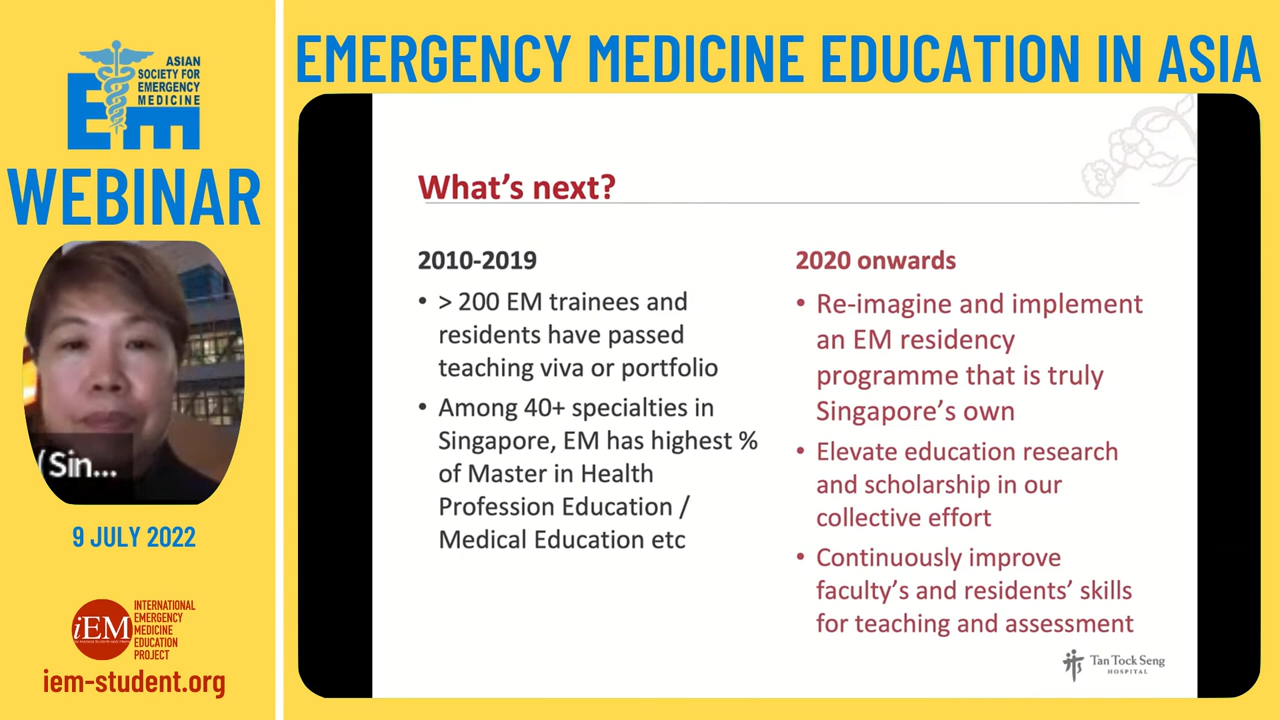 ASIAN
SOCIETY FOR
EMERGENCY
MEDICINE
Em
WEBINAR
(Sin...
9 JULY 2022
iEM
INTERNATIONAL
EMERGENCY
MEDICINE
EDUCATION
PROJECT
iem-student.org
EMERGENCY MEDICINE EDUCATION IN ASIA
What's next?
2010-2019
• > 200 EM trainees and
residents have passed
teaching viva or portfolio
• Among 40+ specialties in
Singapore, EM has highest %
of Master in Health
Profession Education /
Medical Education etc
2020 onwards
• Re-imagine and implement
an EM residency
programme that is truly
Singapore's own
• Elevate education research
and scholarship in our
collective effort
• Continuously improve
faculty's and residents' skills
for teaching and assessment
Tan Tock Seng
HOSPITAL